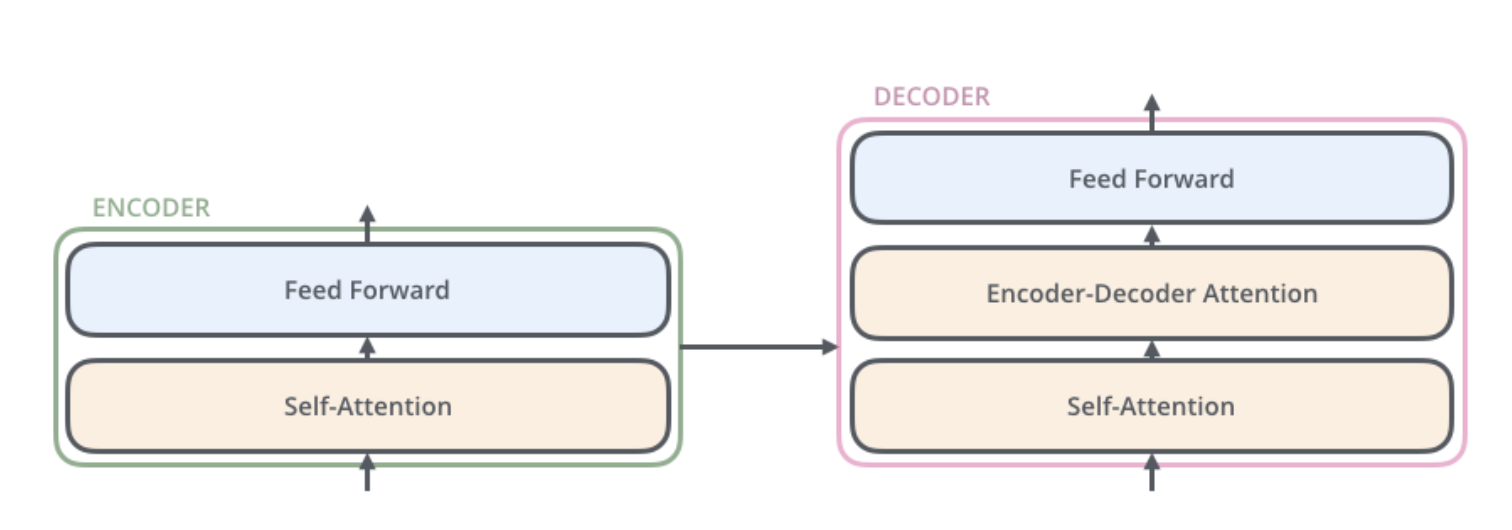 ENCODER
Feed Forward
Self-Attention
DECODER
Feed Forward
Encoder-Decoder Attention
Self-Attention